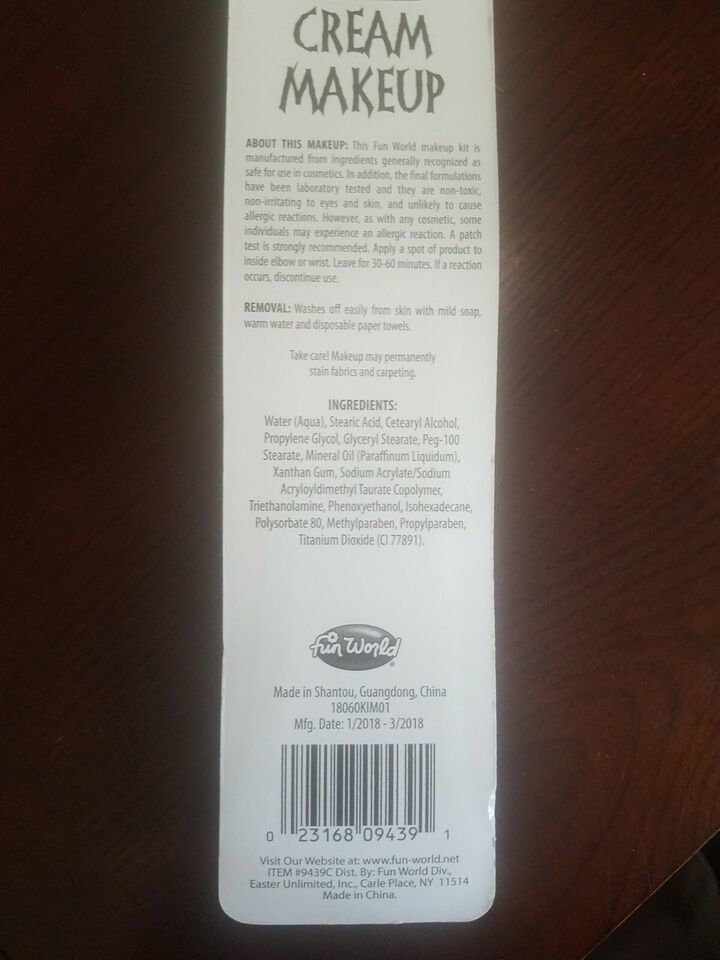 CREAM
MAKEUP
ABOUT THIS MAKEUP: This Fun World makeup kit is
manufactured from ingredients generally recognized as
safe for use in cosmetics. In addition, the final formulations
have been laboratory tested and they are non-toxic,
non-irritating to eyes and skin, and unlikely to cause
allergic reactions. However, as with any cosmetic, some
individuals may experience an allergic reaction. A patch
test is strongly recommended. Apply a spot of product to
inside elbow or wrist. Leave for 30-60 minutes. If a reaction
occurs, discontinue use.
REMOVAL: Washes off easily from skin with mild soap,
warm water and disposable paper towels.
Take care! Makeup may permanently
stain fabrics and carpeting.
INGREDIENTS:
Water (Aqua), Stearic Acid, Cetearyl Alcohol,
Propylene Glycol, Glyceryl Stearate, Peg-100
Stearate, Mineral Oil (Paraffinum Liquidum),
Xanthan Gum, Sodium Acrylate/Sodium
Acryloyldimethyl Taurate Copolymer,
Triethanolamine, Phenoxyethanol, Isohexadecane,
Polysorbate 80, Methylparaben, Propylparaben,
Titanium Dioxide (CI 77891).
fun World®
Made in Shantou, Guangdong, China
18060KIM01
Mfg. Date: 1/2018 - 3/2018
0 23168 09439 1
Visit Our Website at: www.fun-world.net
ITEM #9439C Dist. By: Fun World Div.,
Easter Unlimited, Inc., Carle Place, NY 11514
Made in China.